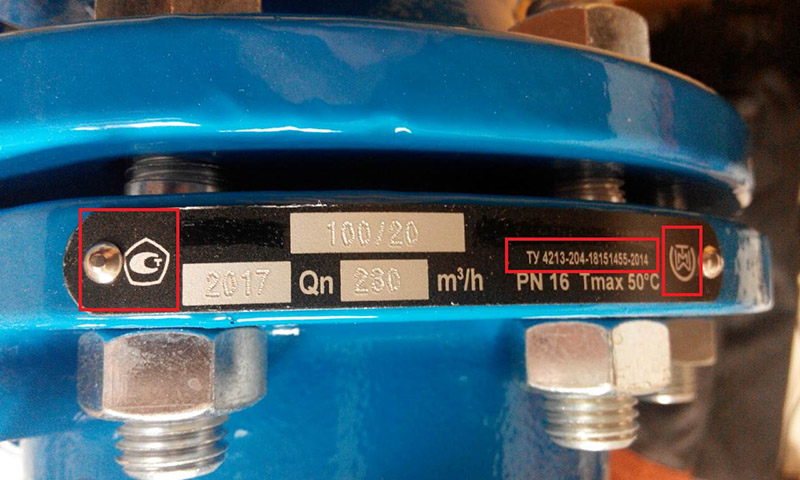 100/20
ТУ 4213-204-18151455-2014
2017 Qn 230 m³/h
PN 16 Tmax 50°C